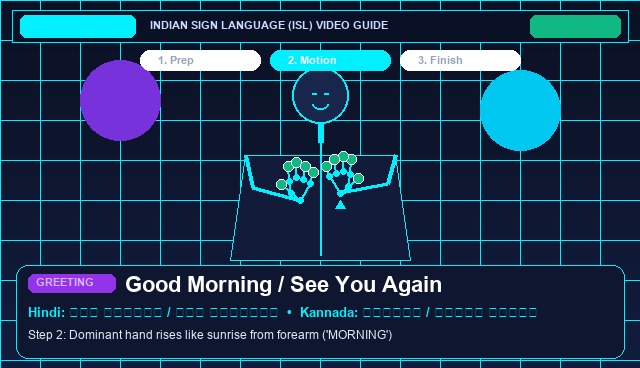 INDIAN SIGN LANGUAGE (ISL) VIDEO GUIDE
1. Prep
2. Motion
3. Finish
GREETING
Good Morning / See You Again
Hindi: / • Kannada: /
Step 2: Dominant hand rises like sunrise from forearm ('MORNING')